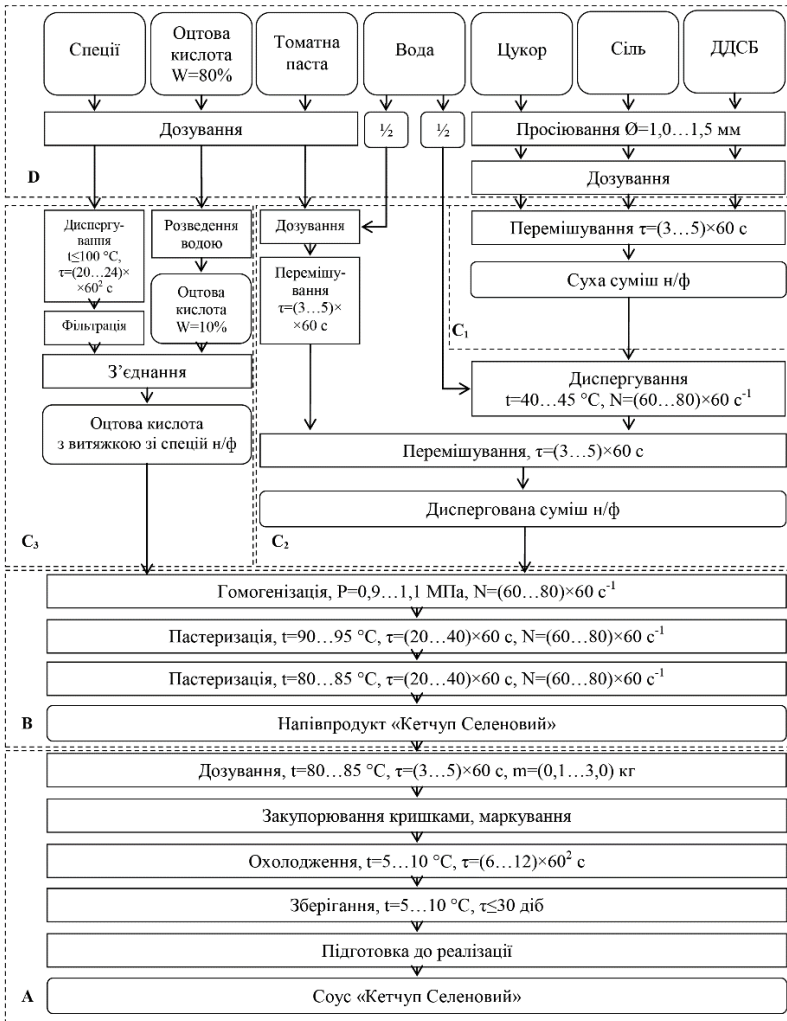 Спеції
Оцтова
кислота
W=80%
Томатна
паста
Вода
Цукор
Сіль
ДДСБ
Дозування
½
½
Просіювання Ø=1,0…1,5 мм
Дозування
D
Диспергу-
вання
t≤100 °C,
τ=(20…24)×
×60² с
Фільтрація
Розведення
водою
Оцтова
кислота
W=10%
З’єднання
Оцтова кислота
з витяжкою зі спецій н/ф
C₃
Дозування
Перемішу-
вання
τ=(3…5)×
×60 с
Перемішування τ=(3…5)×60 с
Суха суміш н/ф
C₁
Диспергування
t=40…45 °C, N=(60…80)×60 с⁻¹
Перемішування, τ=(3…5)×60 с
Диспергована суміш н/ф
C₂
Гомогенізація, P=0,9…1,1 МПа, N=(60…80)×60 с⁻¹
Пастеризація, t=90…95 °C, τ=(20…40)×60 с, N=(60…80)×60 с⁻¹
Пастеризація, t=80…85 °C, τ=(20…40)×60 с, N=(60…80)×60 с⁻¹
B
Напівпродукт «Кетчуп Селеновий»
Дозування, t=80…85 °C, τ=(3…5)×60 с, m=(0,1…3,0) кг
Закупорювання кришками, маркування
Охолодження, t=5…10 °C, τ=(6…12)×60² с
Зберігання, t=5…10 °C, τ≤30 діб
Підготовка до реалізації
A
Соус «Кетчуп Селеновий»